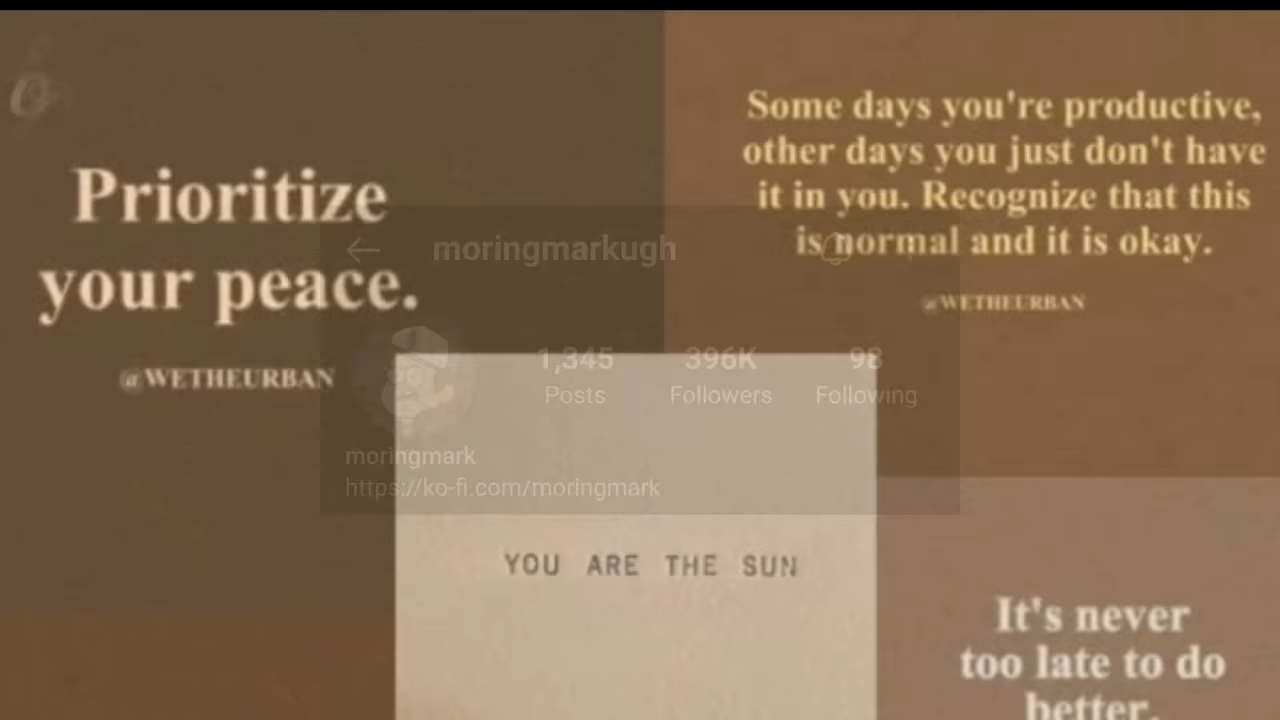 Prioritize
your peace.
@WETHEURBAN
Some days you're productive,
other days you just don't have
it in you. Recognize that this
is normal and it is okay.
@WETHEURBAN
moringmarkugh
1,345
Posts
396K
Followers
98
Following
moringmark
https://ko-fi.com/moringmark
YOU ARE THE SUN
It's never
too late to do
better.